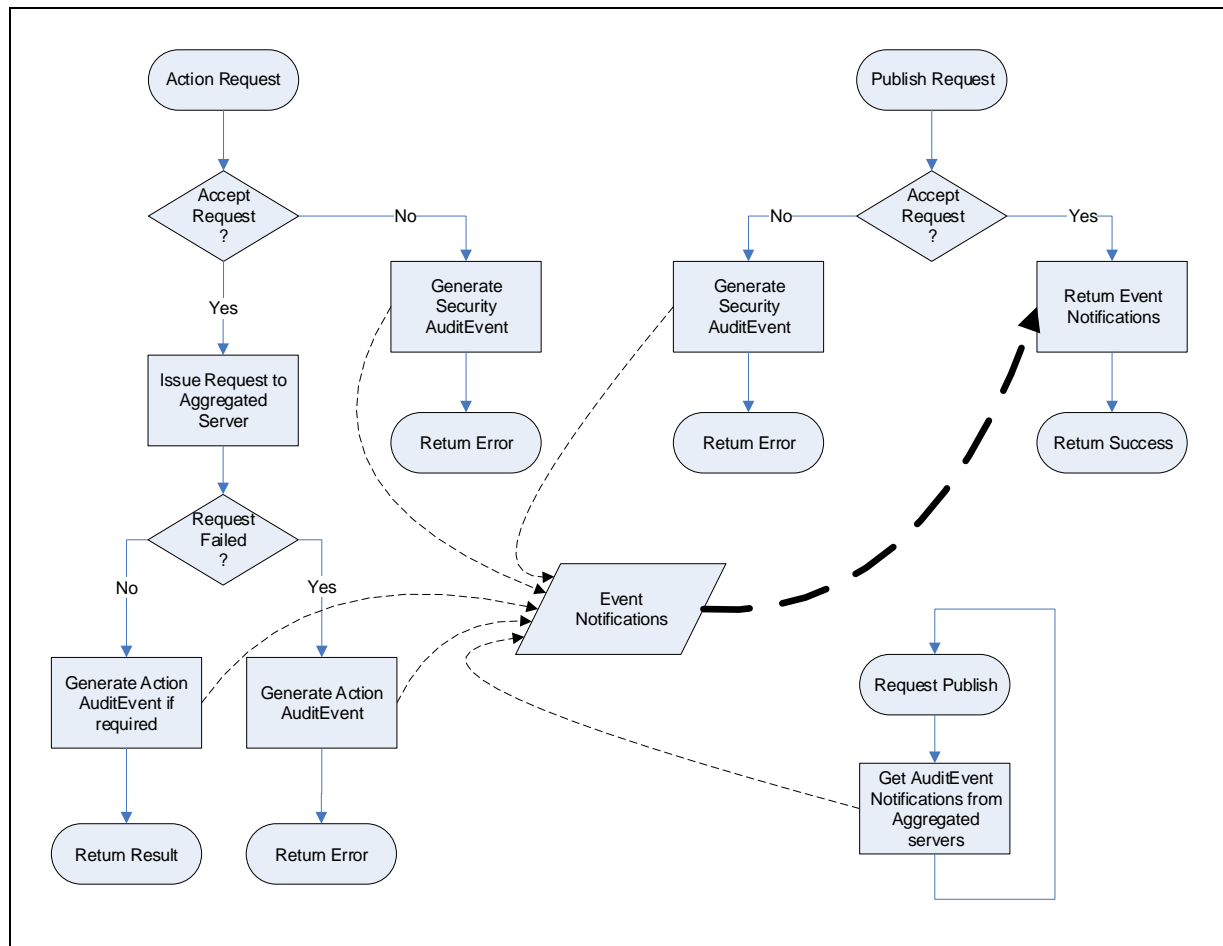 Action Request
Publish Request
Accept
Request
?
No
Yes
Generate
Security
AuditEvent
Return Error
Issue Request to
Aggregated
Server
Request
Failed
?
No
Yes
Generate Action
AuditEvent if
required
Generate Action
AuditEvent
Return Result
Return Error
Accept
Request
?
No
Yes
Generate
Security
AuditEvent
Return Error
Return Event
Notifications
Return Success
Event
Notifications
Request Publish
Get AuditEvent
Notifications from
Aggregated
servers